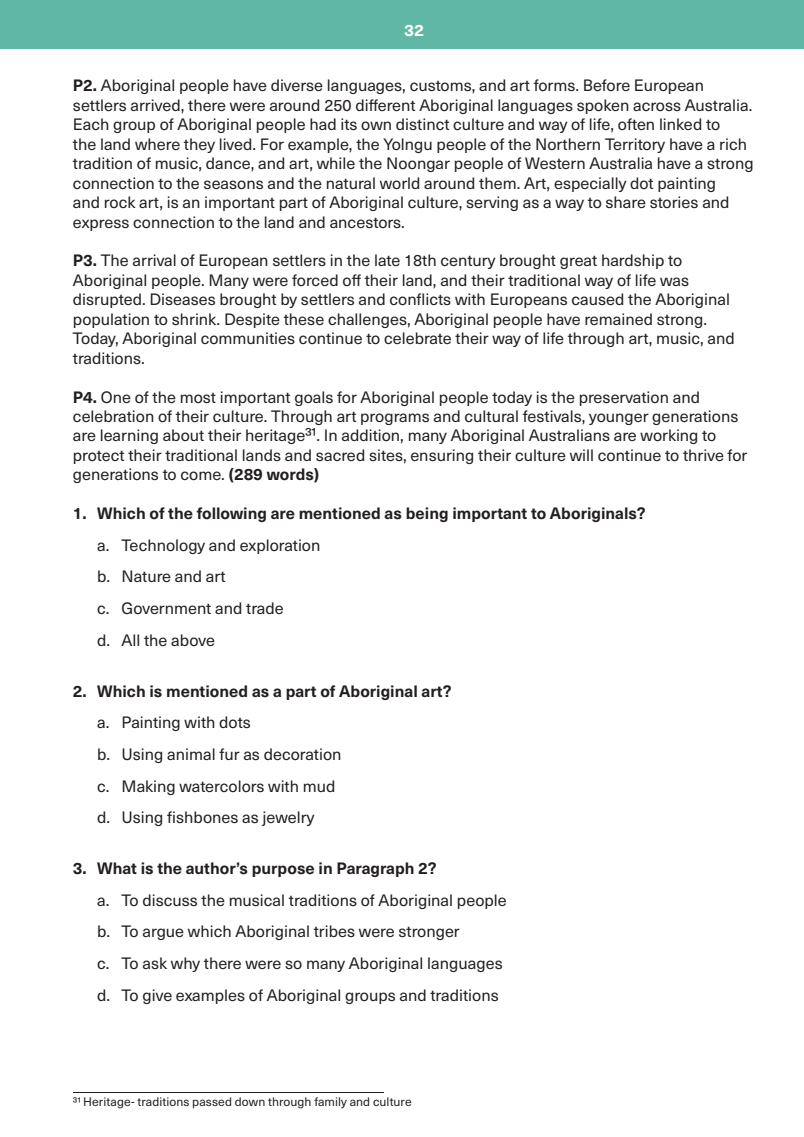 32
P2. Aboriginal people have diverse languages, customs, and art forms. Before European
settlers arrived, there were around 250 different Aboriginal languages spoken across Australia.
Each group of Aboriginal people had its own distinct culture and way of life, often linked to
the land where they lived. For example, the Yolngu people of the Northern Territory have a rich
tradition of music, dance, and art, while the Noongar people of Western Australia have a strong
connection to the seasons and the natural world around them. Art, especially dot painting
and rock art, is an important part of Aboriginal culture, serving as a way to share stories and
express connection to the land and ancestors.
P3. The arrival of European settlers in the late 18th century brought great hardship to
Aboriginal people. Many were forced off their land, and their traditional way of life was
disrupted. Diseases brought by settlers and conflicts with Europeans caused the Aboriginal
population to shrink. Despite these challenges, Aboriginal people have remained strong.
Today, Aboriginal communities continue to celebrate their way of life through art, music, and
traditions.
P4. One of the most important goals for Aboriginal people today is the preservation and
celebration of their culture. Through art programs and cultural festivals, younger generations
are learning about their heritage³¹. In addition, many Aboriginal Australians are working to
protect their traditional lands and sacred sites, ensuring their culture will continue to thrive for
generations to come. (289 words)
1. Which of the following are mentioned as being important to Aboriginals?
a. Technology and exploration
b. Nature and art
c. Government and trade
d. All the above
2. Which is mentioned as a part of Aboriginal art?
a. Painting with dots
b. Using animal fur as decoration
c. Making watercolors with mud
d. Using fishbones as jewelry
3. What is the author's purpose in Paragraph 2?
a. To discuss the musical traditions of Aboriginal people
b. To argue which Aboriginal tribes were stronger
c. To ask why there were so many Aboriginal languages
d. To give examples of Aboriginal groups and traditions
³¹ Heritage- traditions passed down through family and culture